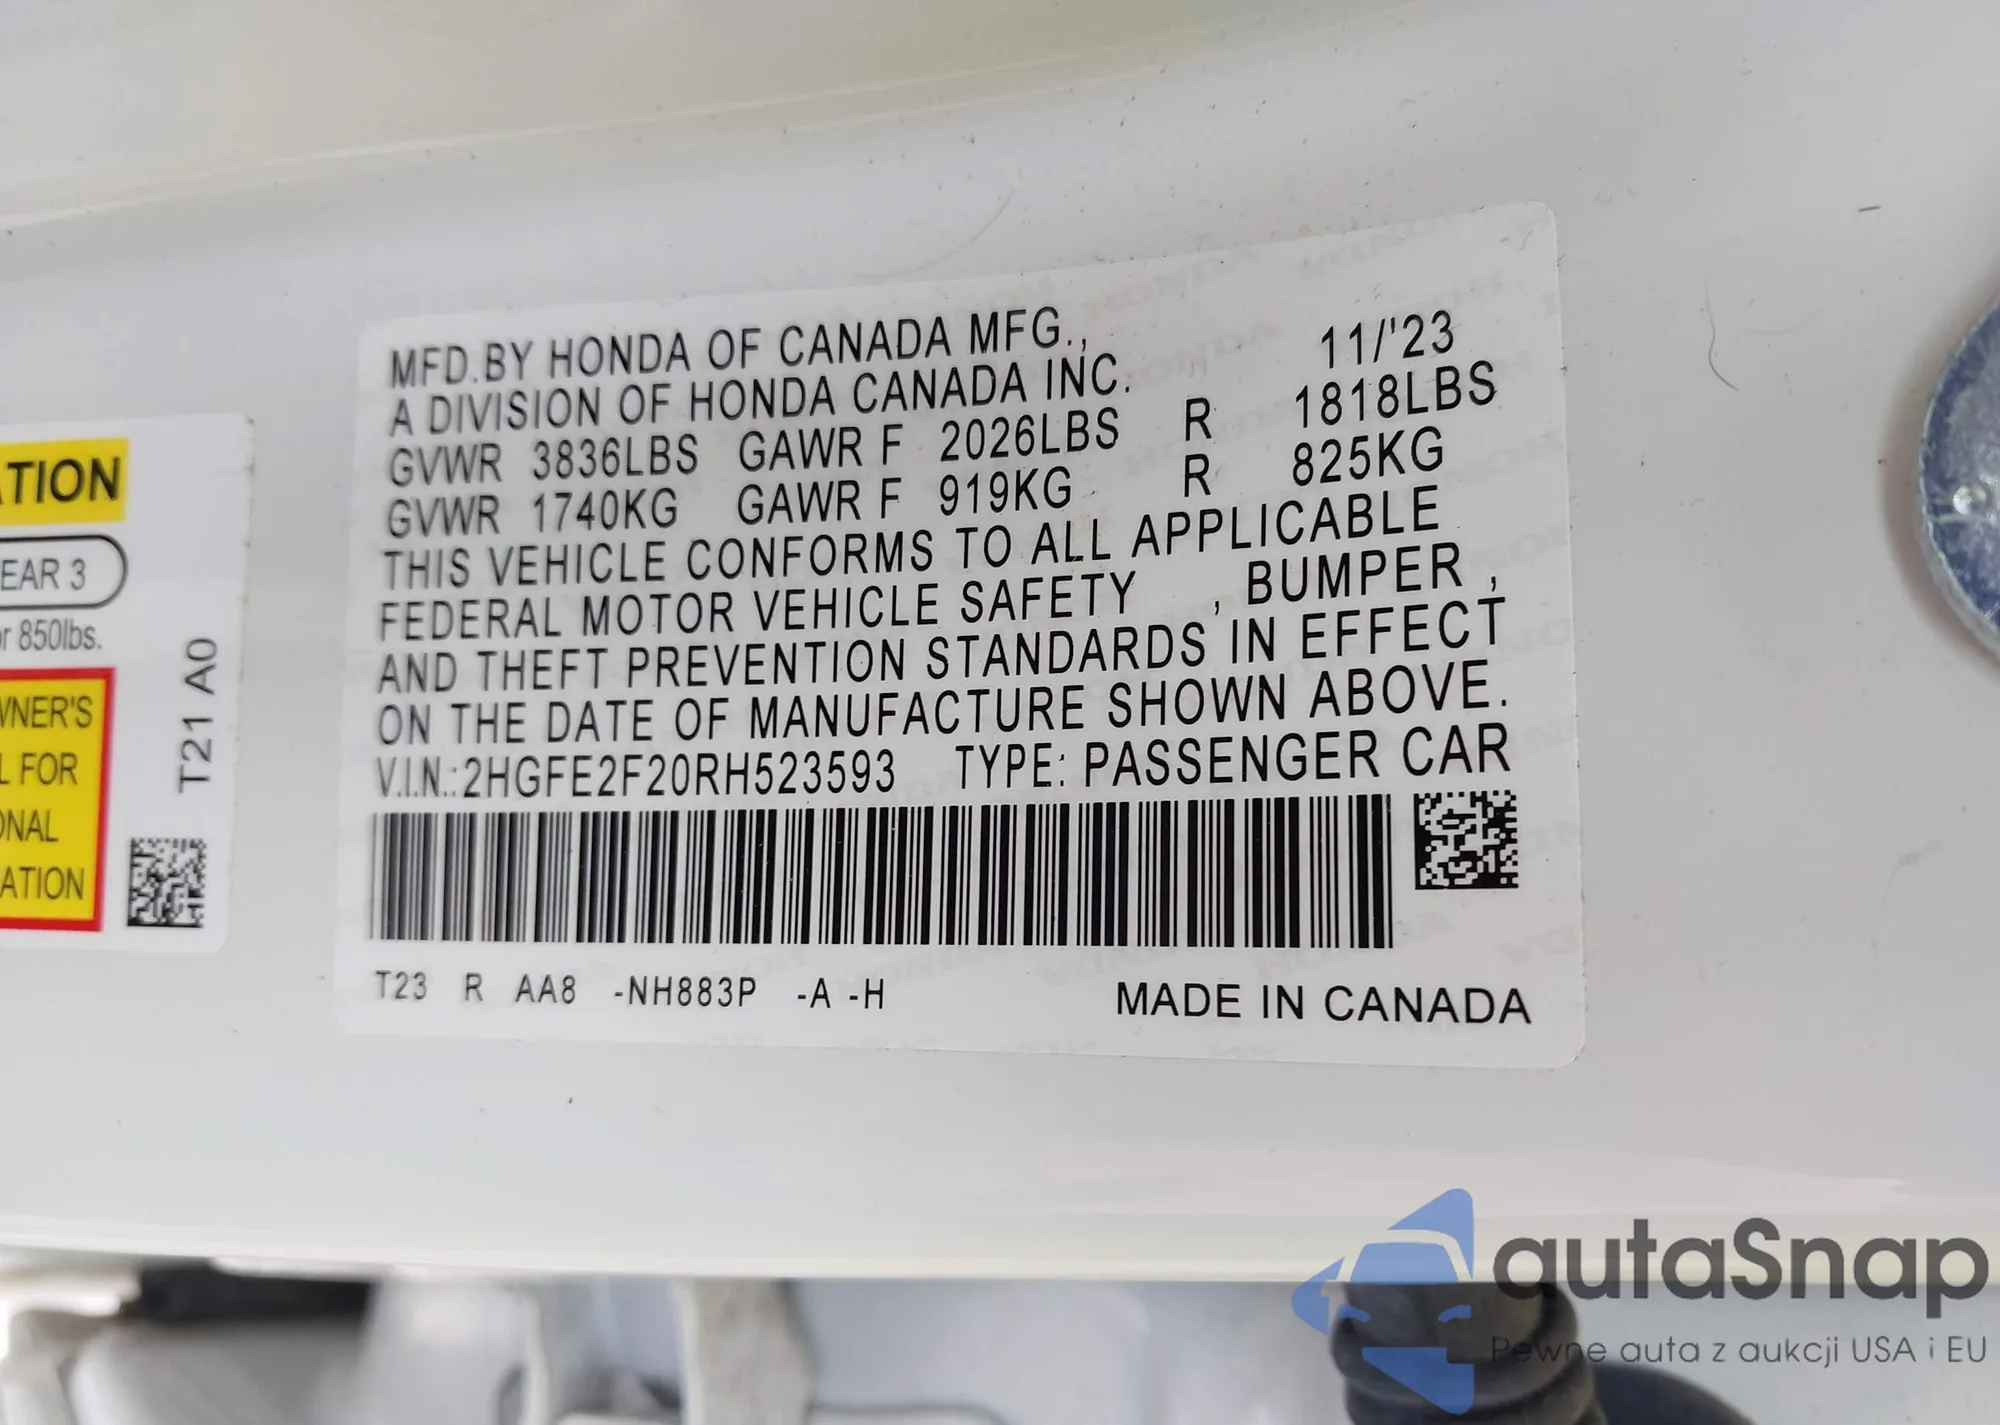 ATION
EAR 3
r 850lbs.
WNER'S
L FOR
ONAL
ATION
T21 A0
MFD.BY HONDA OF CANADA MFG.,
11/'23
A DIVISION OF HONDA CANADA INC.
GVWR 3836LBS GAWR F 2026LBS R 1818LBS
GVWR 1740KG GAWR F 919KG R 825KG
THIS VEHICLE CONFORMS TO ALL APPLICABLE
FEDERAL MOTOR VEHICLE SAFETY , BUMPER ,
AND THEFT PREVENTION STANDARDS IN EFFECT
ON THE DATE OF MANUFACTURE SHOWN ABOVE.
V.I.N.:2HGFE2F20RH523593 TYPE: PASSENGER CAR
T23 R AA8 -NH883P -A -H
MADE IN CANADA
autaSnap
Pewne auta z aukcji USA i EU